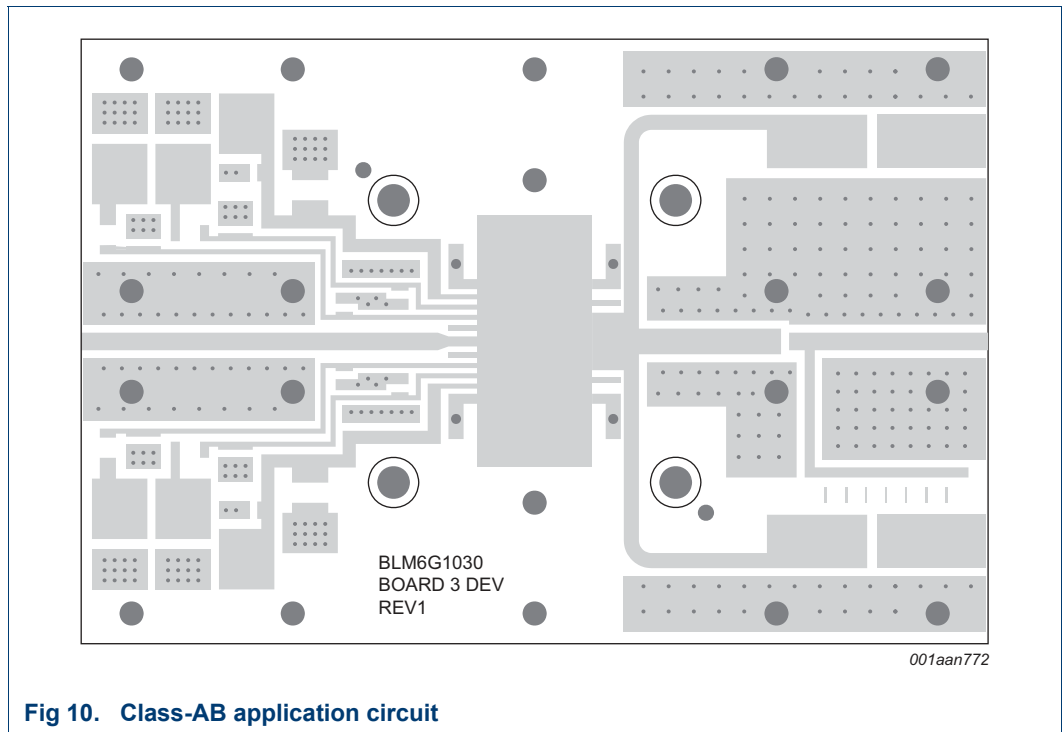 BLM6G1030
BOARD 3 DEV
REV1
001aan772
Fig 10. Class-AB application circuit